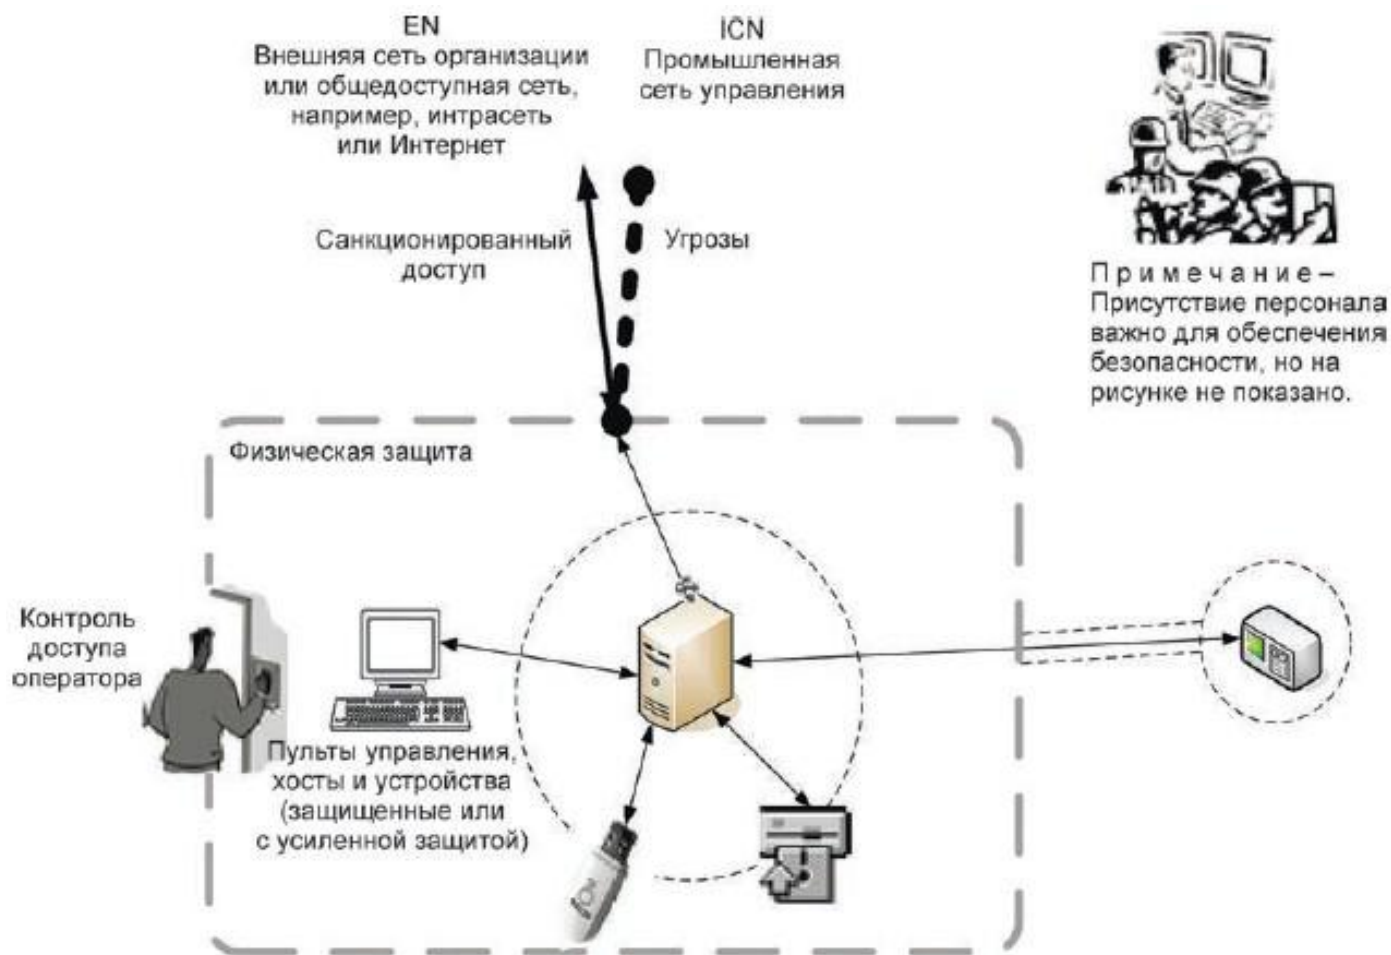 EN
Внешняя сеть организации
или общедоступная сеть,
например, интрасеть
или Интернет
ICN
Промышленная
сеть управления
Санкционированный
доступ
Угрозы
П р и м е ч а н и е –
Присутствие персонала
важно для обеспечения
безопасности, но на
рисунке не показано.
Физическая защита
Контроль
доступа
оператора
Пульты управления,
хосты и устройства
(защищенные или
с усиленной защитой)